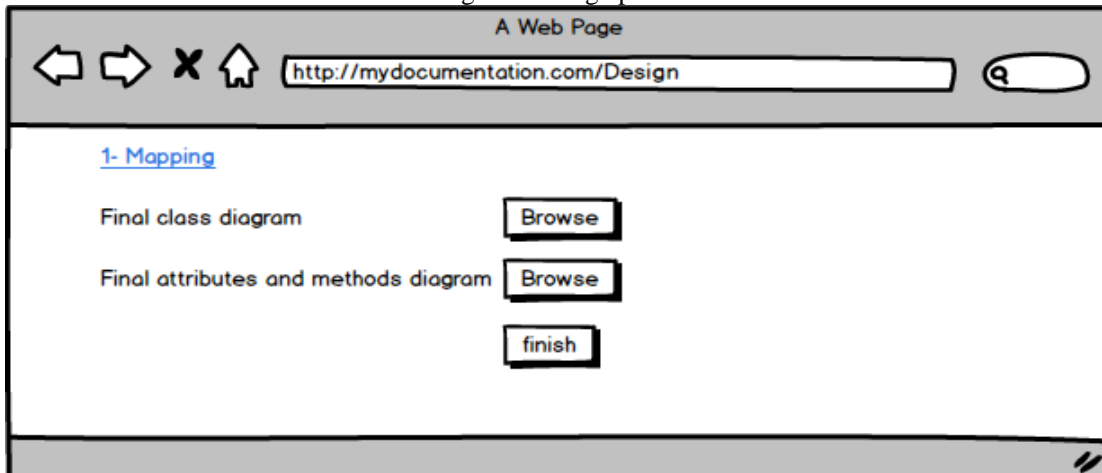 A Web Page
http://mydocumentation.com/Design
1- Mapping
Final class diagram Browse
Final attributes and methods diagram Browse
finish